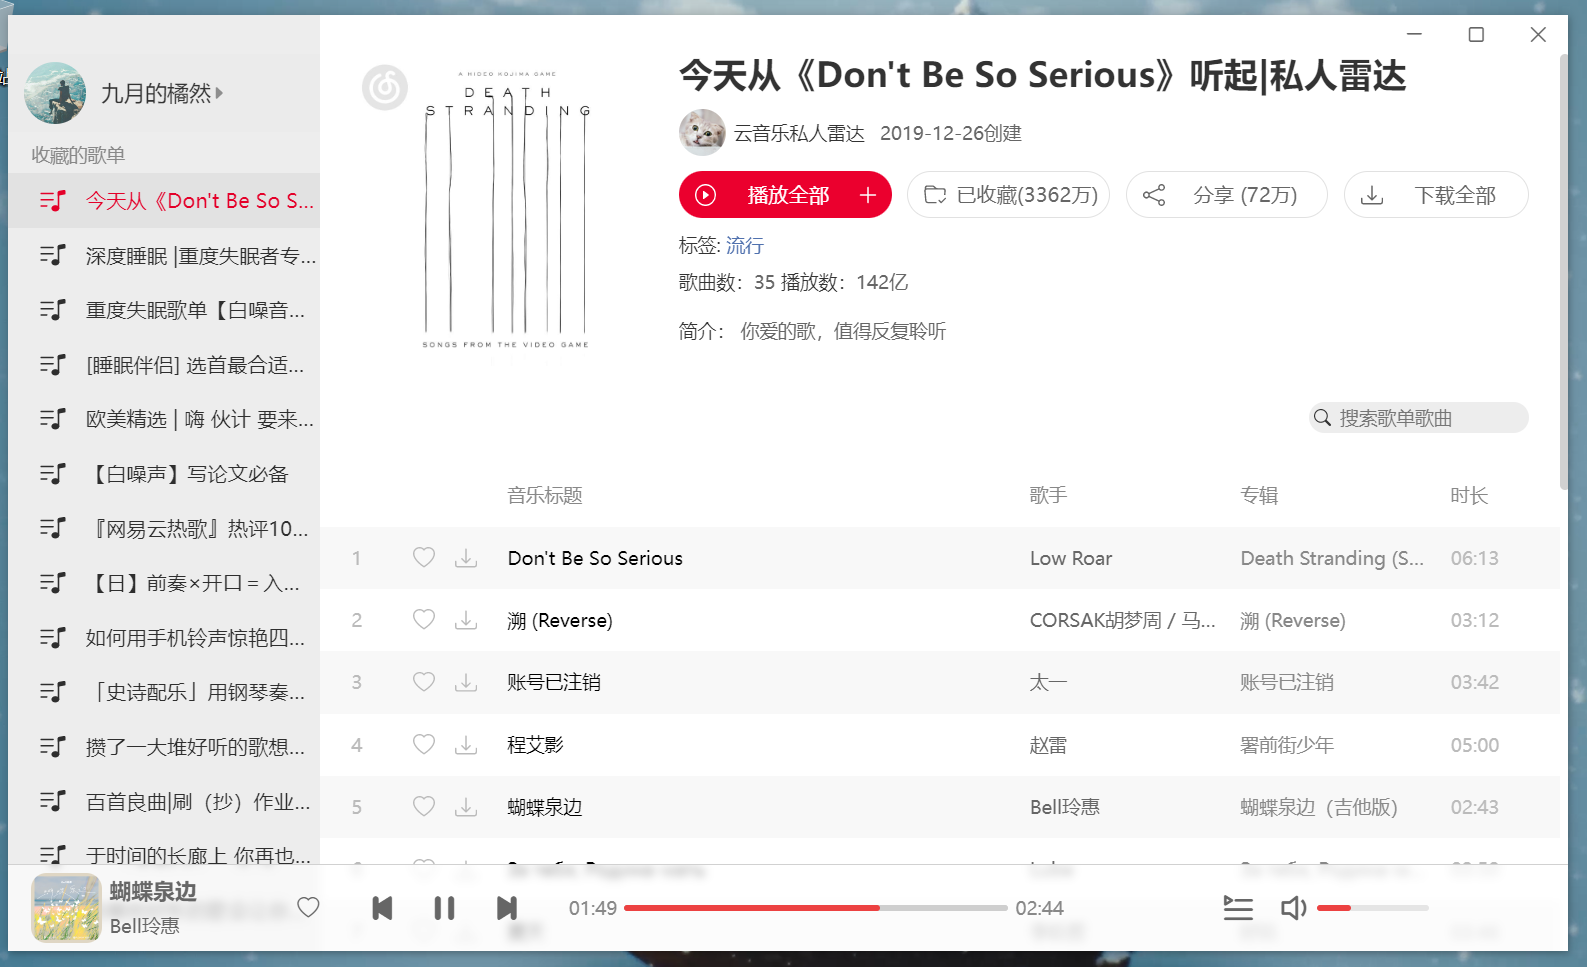 九月的橘然
收藏的歌单
今天从《Don't Be So S...
深度睡眠 |重度失眠者专...
重度失眠歌单【白噪音...
[睡眠伴侣] 选首最合适...
欧美精选 | 嗨 伙计 要来...
【白噪声】写论文必备
『网易云热歌』热评10...
【日】前奏×开口＝入...
如何用手机铃声惊艳四...
「史诗配乐」用钢琴奏...
攒了一大堆好听的歌想...
百首良曲|刷（抄）作业...
于时间的长廊上 你再也...
A HIDEO KOJIMA GAME
DEATH
STRANDING
SONGS FROM THE VIDEO GAME
今天从《Don't Be So Serious》听起|私人雷达
云音乐私人雷达 2019-12-26创建
播放全部 + 已收藏(3362万) 分享 (72万) 下载全部
标签: 流行
歌曲数：35 播放数：142亿
简介： 你爱的歌，值得反复聆听
搜索歌单歌曲
音乐标题 歌手 专辑 时长
1 Don't Be So Serious Low Roar Death Stranding (S... 06:13
2 溯 (Reverse) CORSAK胡梦周 / 马... 溯 (Reverse) 03:12
3 账号已注销 太一 账号已注销 03:42
4 程艾影 赵雷 署前街少年 05:00
5 蝴蝶泉边 Bell玲惠 蝴蝶泉边（吉他版） 02:43
蝴蝶泉边
Bell玲惠
01:49 02:44